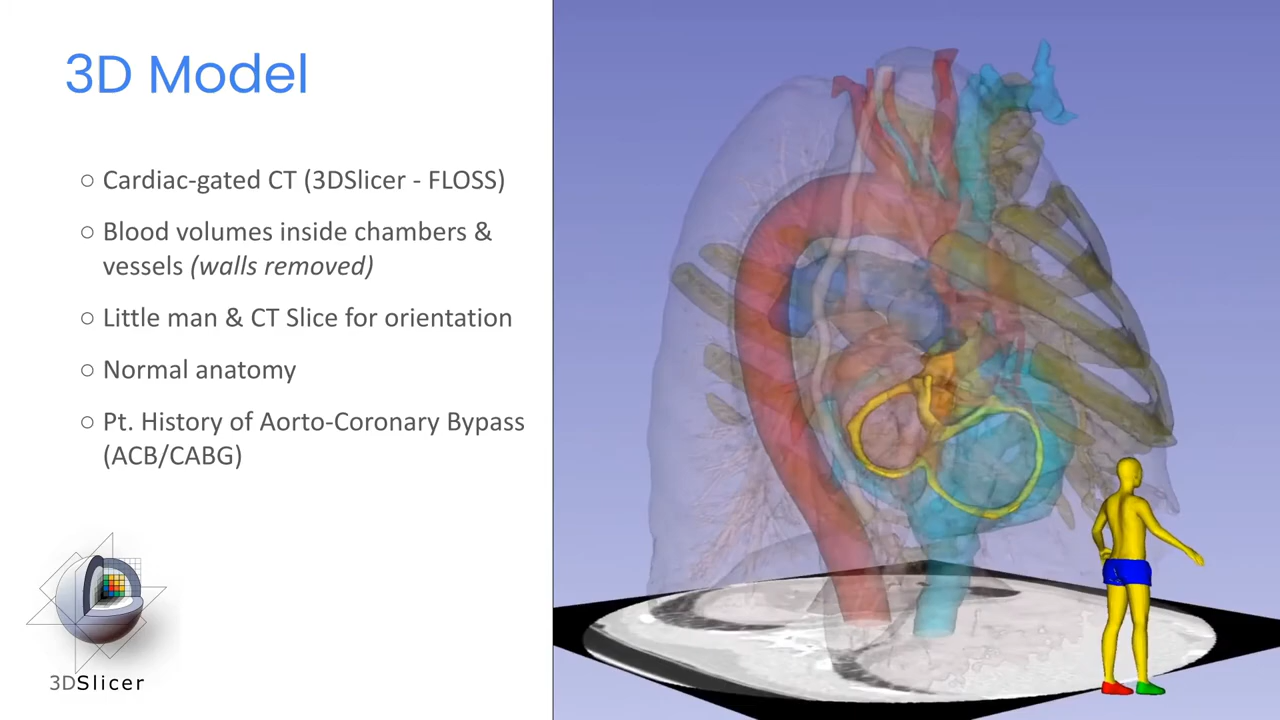 3D Model
○ Cardiac-gated CT (3DSlicer - FLOSS)
○ Blood volumes inside chambers &
vessels (walls removed)
○ Little man & CT Slice for orientation
○ Normal anatomy
○ Pt. History of Aorto-Coronary Bypass
(ACB/CABG)
3DSlicer